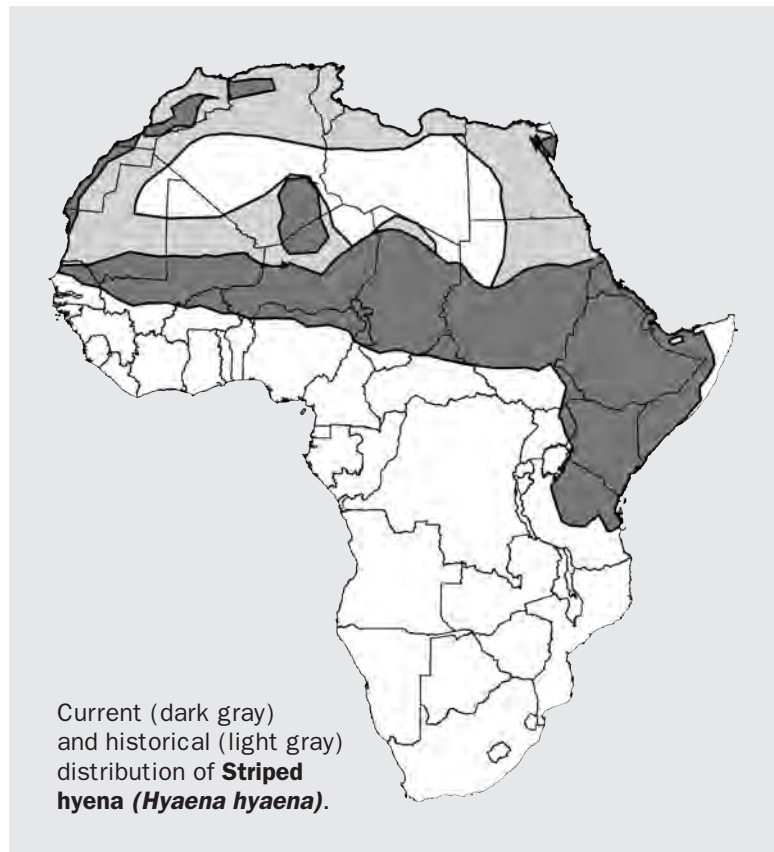 Current (dark gray)
and historical (light gray)
distribution of Striped
hyena (Hyaena hyaena).